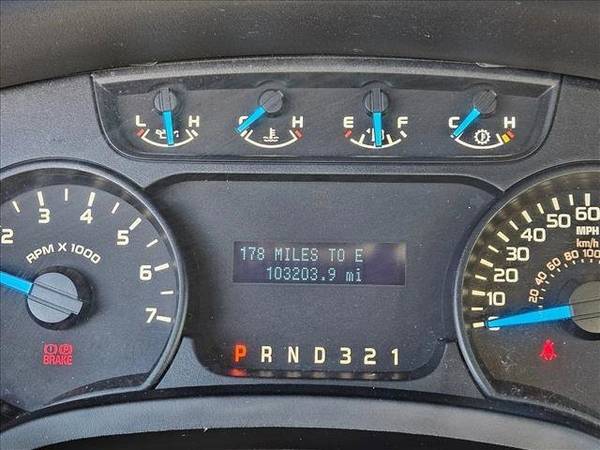 L H
C H
E F
C H
2 3 4 5 6 7
RPM X 1000
BRAKE
178 MILES TO E
103203.9 mi
P R N D 3 2 1
0 10 20 30 40 50 60
MPH
km/h
20 40 60 80 100